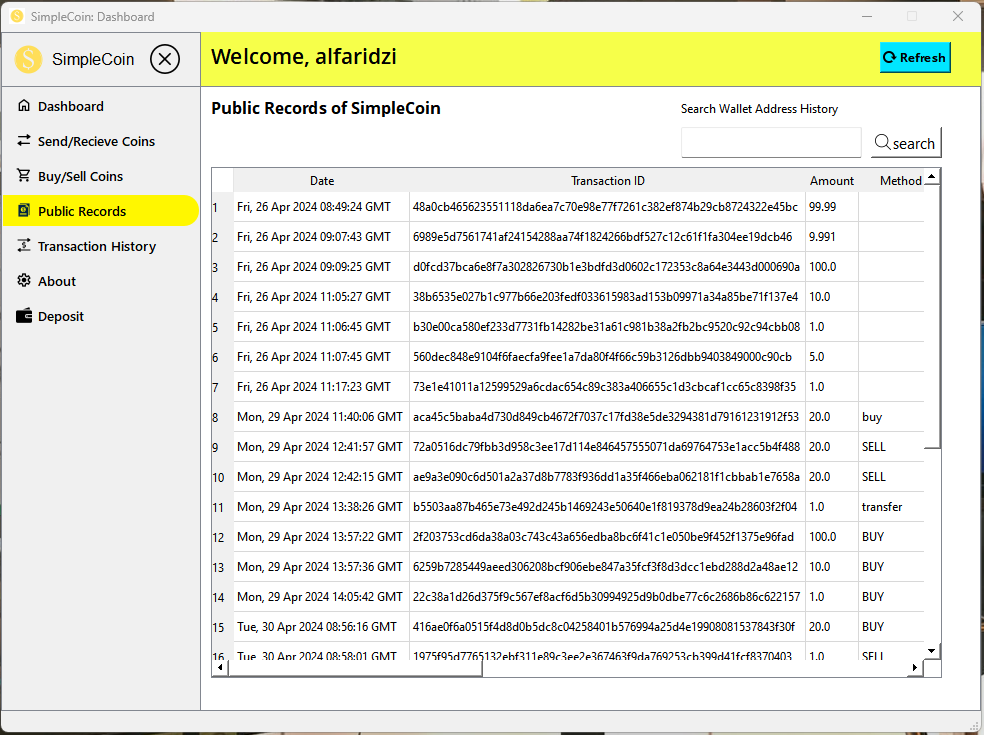 SimpleCoin: Dashboard
SimpleCoin
Welcome, alfaridzi
Refresh
Dashboard
Send/Recieve Coins
Buy/Sell Coins
Public Records
Transaction History
About
Deposit
Public Records of SimpleCoin
Search Wallet Address History
search
Date Transaction ID Amount Method
1 Fri, 26 Apr 2024 08:49:24 GMT 48a0cb465623551118da6ea7c70e98e77f7261c382ef874b29cb8724322e45bc 99.99
2 Fri, 26 Apr 2024 09:07:43 GMT 6989e5d7561741af24154288aa74f1824266bdf527c12c61f1fa304ee19dcb46 9.991
3 Fri, 26 Apr 2024 09:09:25 GMT d0fcd37bca6e8f7a302826730b1e3bdfd3d0602c172353c8a64e3443d000690a 100.0
4 Fri, 26 Apr 2024 11:05:27 GMT 38b6535e027b1c977b66e203fedf033615983ad153b09971a34a85be71f137e4 10.0
5 Fri, 26 Apr 2024 11:06:45 GMT b30e00ca580ef233d7731fb14282be31a61c981b38a2fb2bc9520c92c94cbb08 1.0
6 Fri, 26 Apr 2024 11:07:45 GMT 560dec848e9104f6faecfa9fee1a7da80f4f66c59b3126dbb9403849000c90cb 5.0
7 Fri, 26 Apr 2024 11:17:23 GMT 73e1e41011a12599529a6cdac654c89c383a406655c1d3cbcaf1cc65c8398f35 1.0
8 Mon, 29 Apr 2024 11:40:06 GMT aca45c5baba4d730d849cb4672f7037c17fd38e5de3294381d79161231912f53 20.0 buy
9 Mon, 29 Apr 2024 12:41:57 GMT 72a0516dc79fbb3d958c3ee17d114e846457555071da69764753e1acc5b4f488 20.0 SELL
10 Mon, 29 Apr 2024 12:42:15 GMT ae9a3e090c6d501a2a37d8b7783f936dd1a35f466eba062181f1cbbab1e7658a 20.0 SELL
11 Mon, 29 Apr 2024 13:38:26 GMT b5503aa87b465e73e492d245b1469243e50640e1f819378d9ea24b28603f2f04 1.0 transfer
12 Mon, 29 Apr 2024 13:57:22 GMT 2f203753cd6da38a03c743c43a656edba8bc6f41c1e050be9f452f1375e96fad 100.0 BUY
13 Mon, 29 Apr 2024 13:57:36 GMT 6259b7285449aeed306208bcf906ebe847a35fcf3f8d3dcc1ebd288d2a48ae12 10.0 BUY
14 Mon, 29 Apr 2024 14:05:42 GMT 22c38a1d26d375f9c567ef8acf6d5b30994925d9b0dbe77c6c2686b86c622157 1.0 BUY
15 Tue, 30 Apr 2024 08:56:16 GMT 416ae0f6a0515f4d8d0b5dc8c04258401b576994a25d4e19908081537843f30f 20.0 BUY
16 Tue, 30 Apr 2024 08:58:01 GMT 1975f95d7765132ebf311e89c3ee2e367463f9da769253cb399d41fcf8370403 1.0 SELL